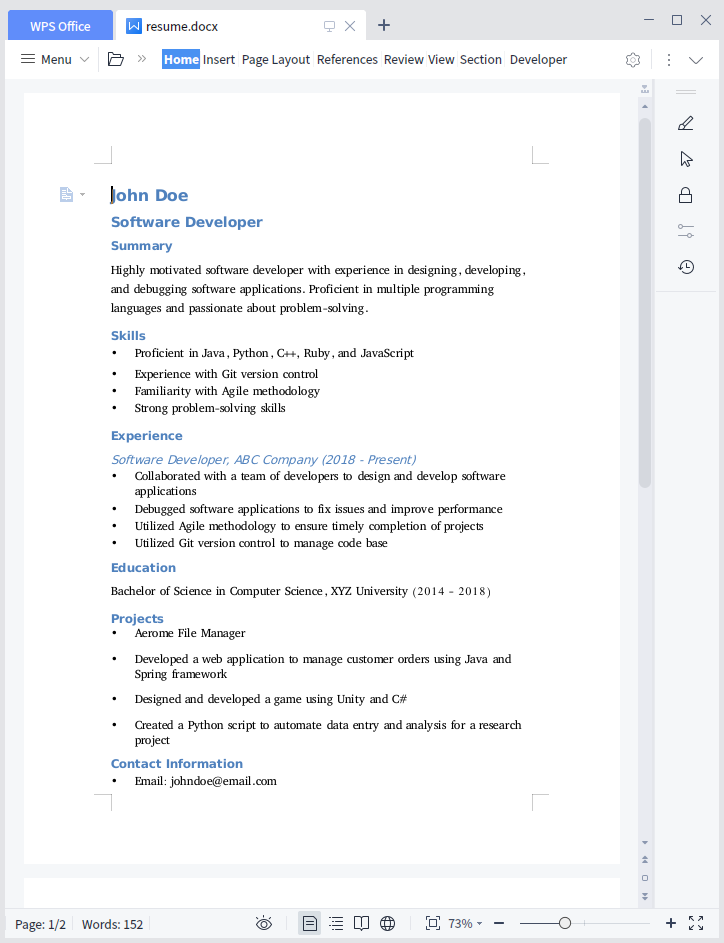 WPS Office
resume.docx
Menu
Home Insert Page Layout References Review View Section Developer
John Doe
Software Developer
Summary
Highly motivated software developer with experience in designing, developing,
and debugging software applications. Proficient in multiple programming
languages and passionate about problem-solving.
Skills
• Proficient in Java, Python, C++, Ruby, and JavaScript
• Experience with Git version control
• Familiarity with Agile methodology
• Strong problem-solving skills
Experience
Software Developer, ABC Company (2018 - Present)
• Collaborated with a team of developers to design and develop software
applications
• Debugged software applications to fix issues and improve performance
• Utilized Agile methodology to ensure timely completion of projects
• Utilized Git version control to manage code base
Education
Bachelor of Science in Computer Science, XYZ University (2014 - 2018)
Projects
• Aerome File Manager
• Developed a web application to manage customer orders using Java and
Spring framework
• Designed and developed a game using Unity and C#
• Created a Python script to automate data entry and analysis for a research
project
Contact Information
• Email: johndoe@email.com
Page: 1/2 Words: 152
73%